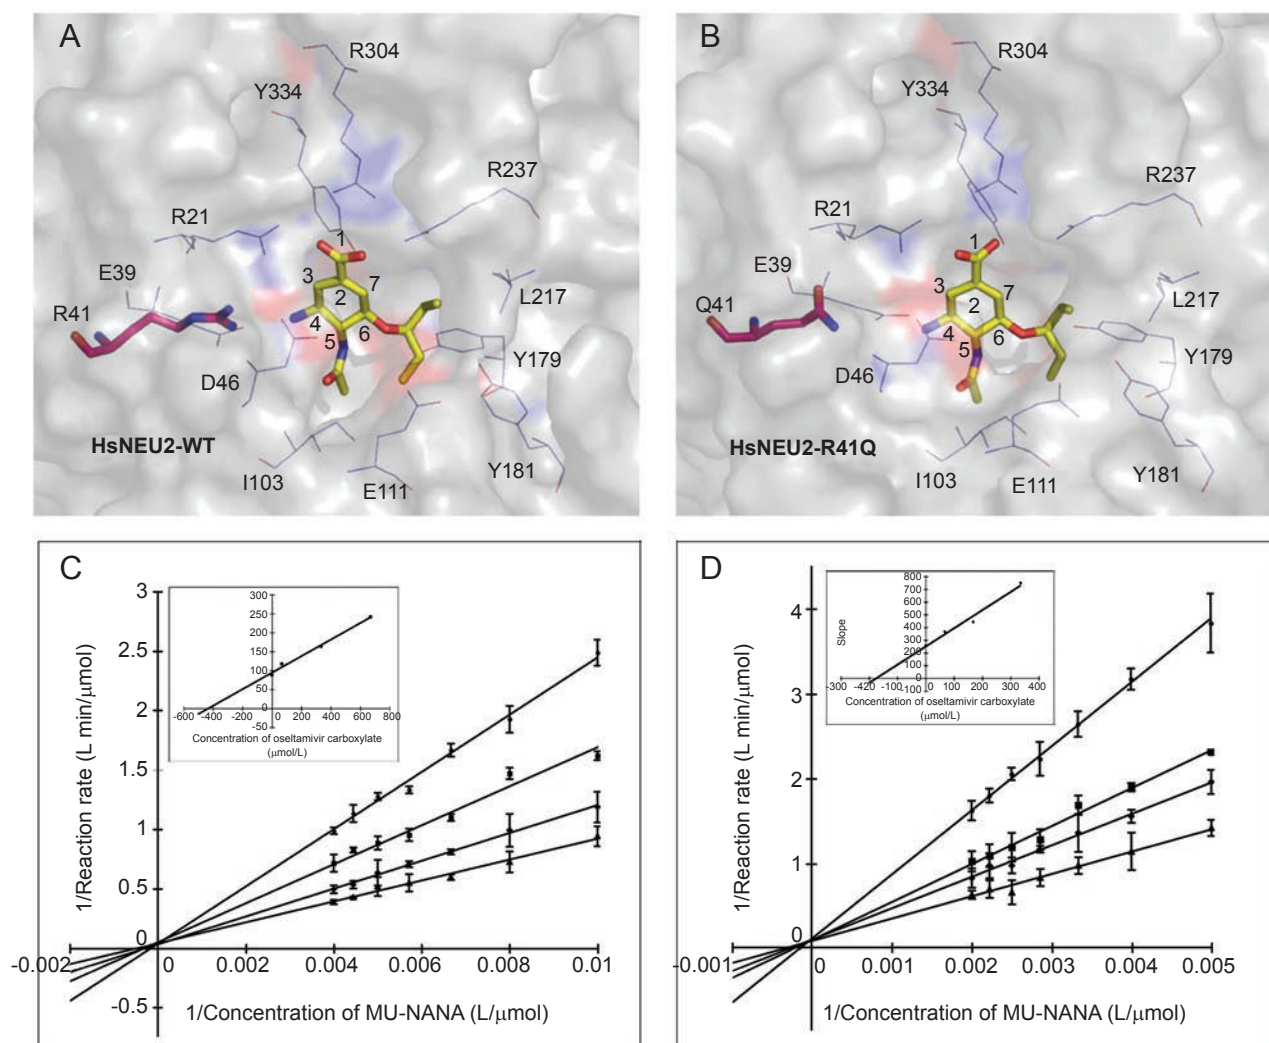 A
R304
Y334
R237
R21
1
E39
3
7
R41
2
L217
4
6
5
Y179
D46
HsNEU2-WT
I103
E111
Y181
B
R304
Y334
R237
R21
1
E39
3
7
Q41
2
L217
4
6
5
Y179
D46
HsNEU2-R41Q
I103
E111
Y181
C
3
2.5
2
1.5
1
0.5
0
-0.5
-0.002
0
0.002
0.004
0.006
0.008
0.01
1/Reaction rate (L min/μmol)
1/Concentration of MU-NANA (L/μmol)
300
250
200
150
100
50
0
-50
-600
-400
-200
0
200
400
600
800
Concentration of oseltamivir carboxylate
(μmol/L)
D
4
3
2
1
0
-0.001
0
0.001
0.002
0.003
0.004
0.005
1/Reaction rate (L min/μmol)
1/Concentration of MU-NANA (L/μmol)
Slope
800
700
600
500
400
300
200
100
0
-100
-300
-420
-100
0
100
200
300
400
Concentration of oseltamivir carboxylate
(μmol/L)